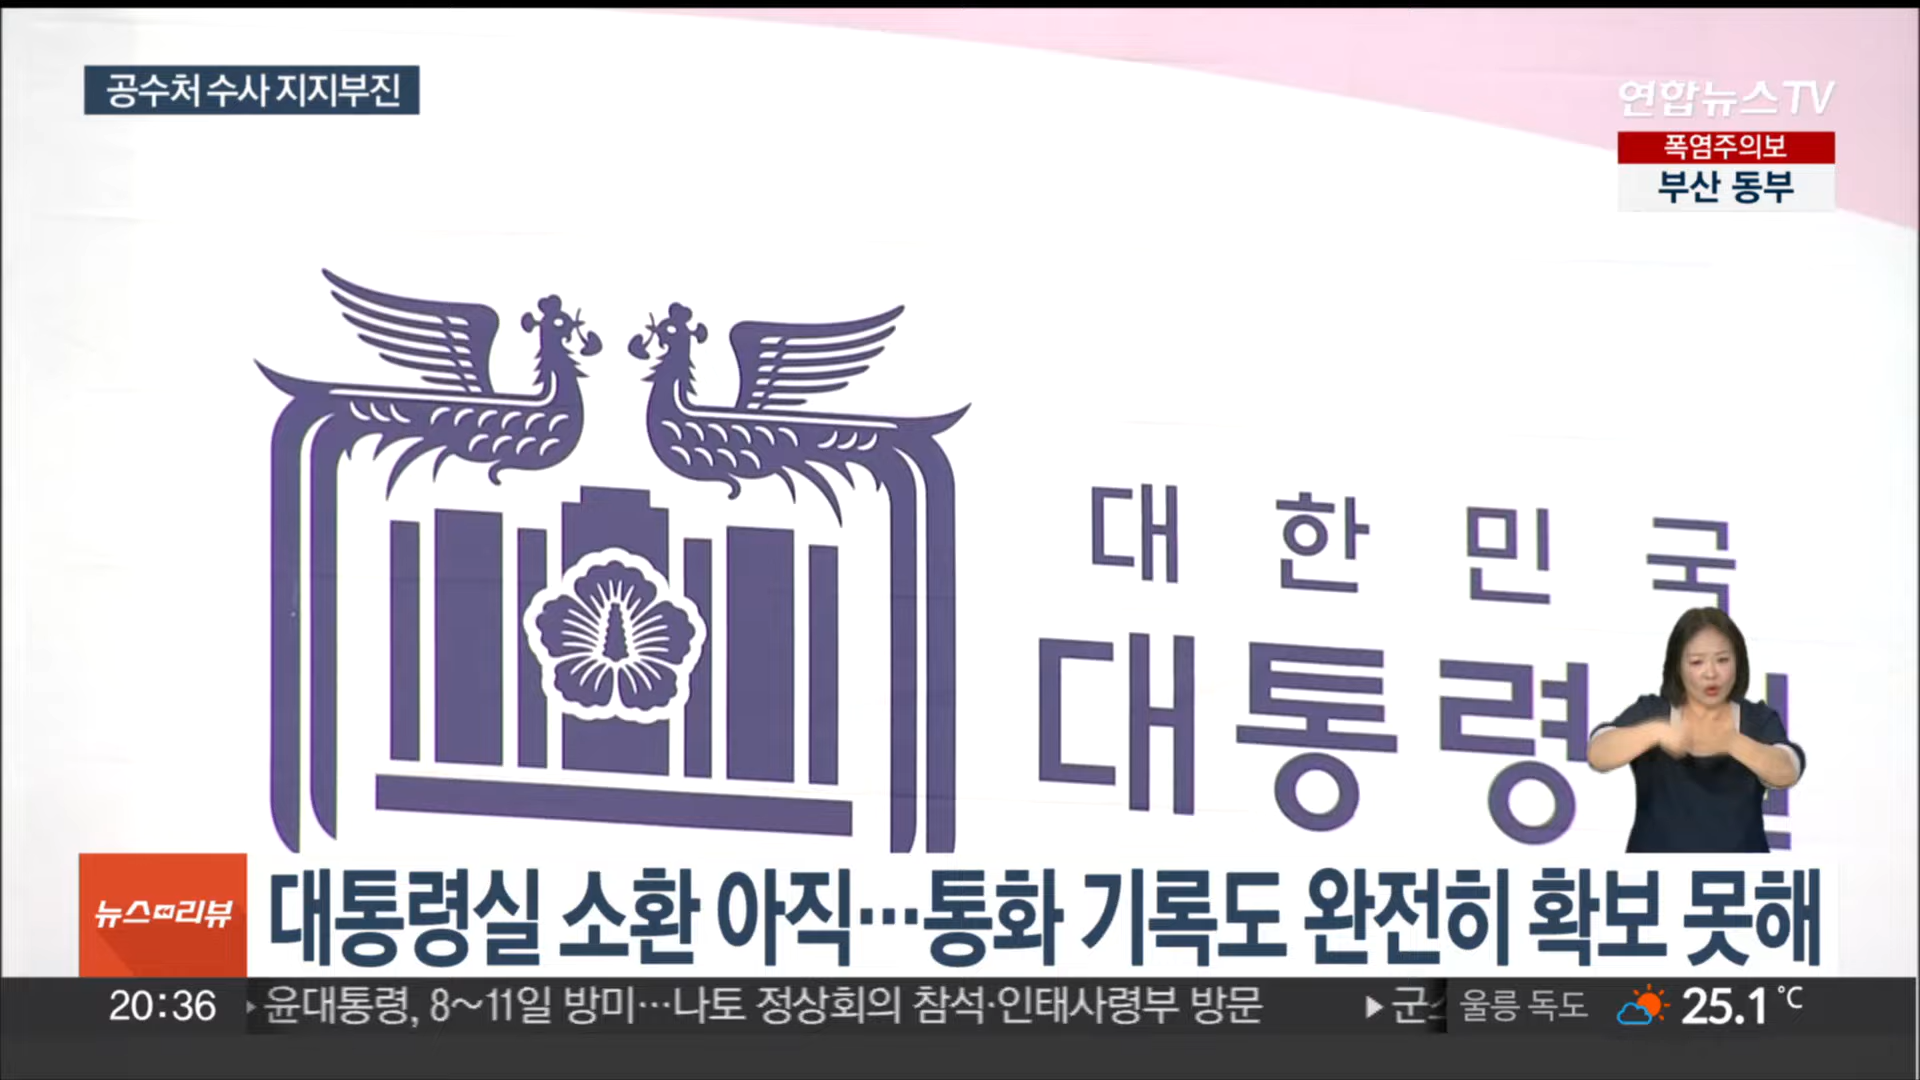 공수처 수사 지지부진
연합뉴스TV
폭염주의보
부산 동부
대한민국
대통령
뉴스리뷰
대통령실 소환 아직…통화 기록도 완전히 확보 못해
20:36
윤대통령, 8~11일 방미…나토 정상회의 참석·인태사령부 방문
▶군
울릉 독도
25.1℃